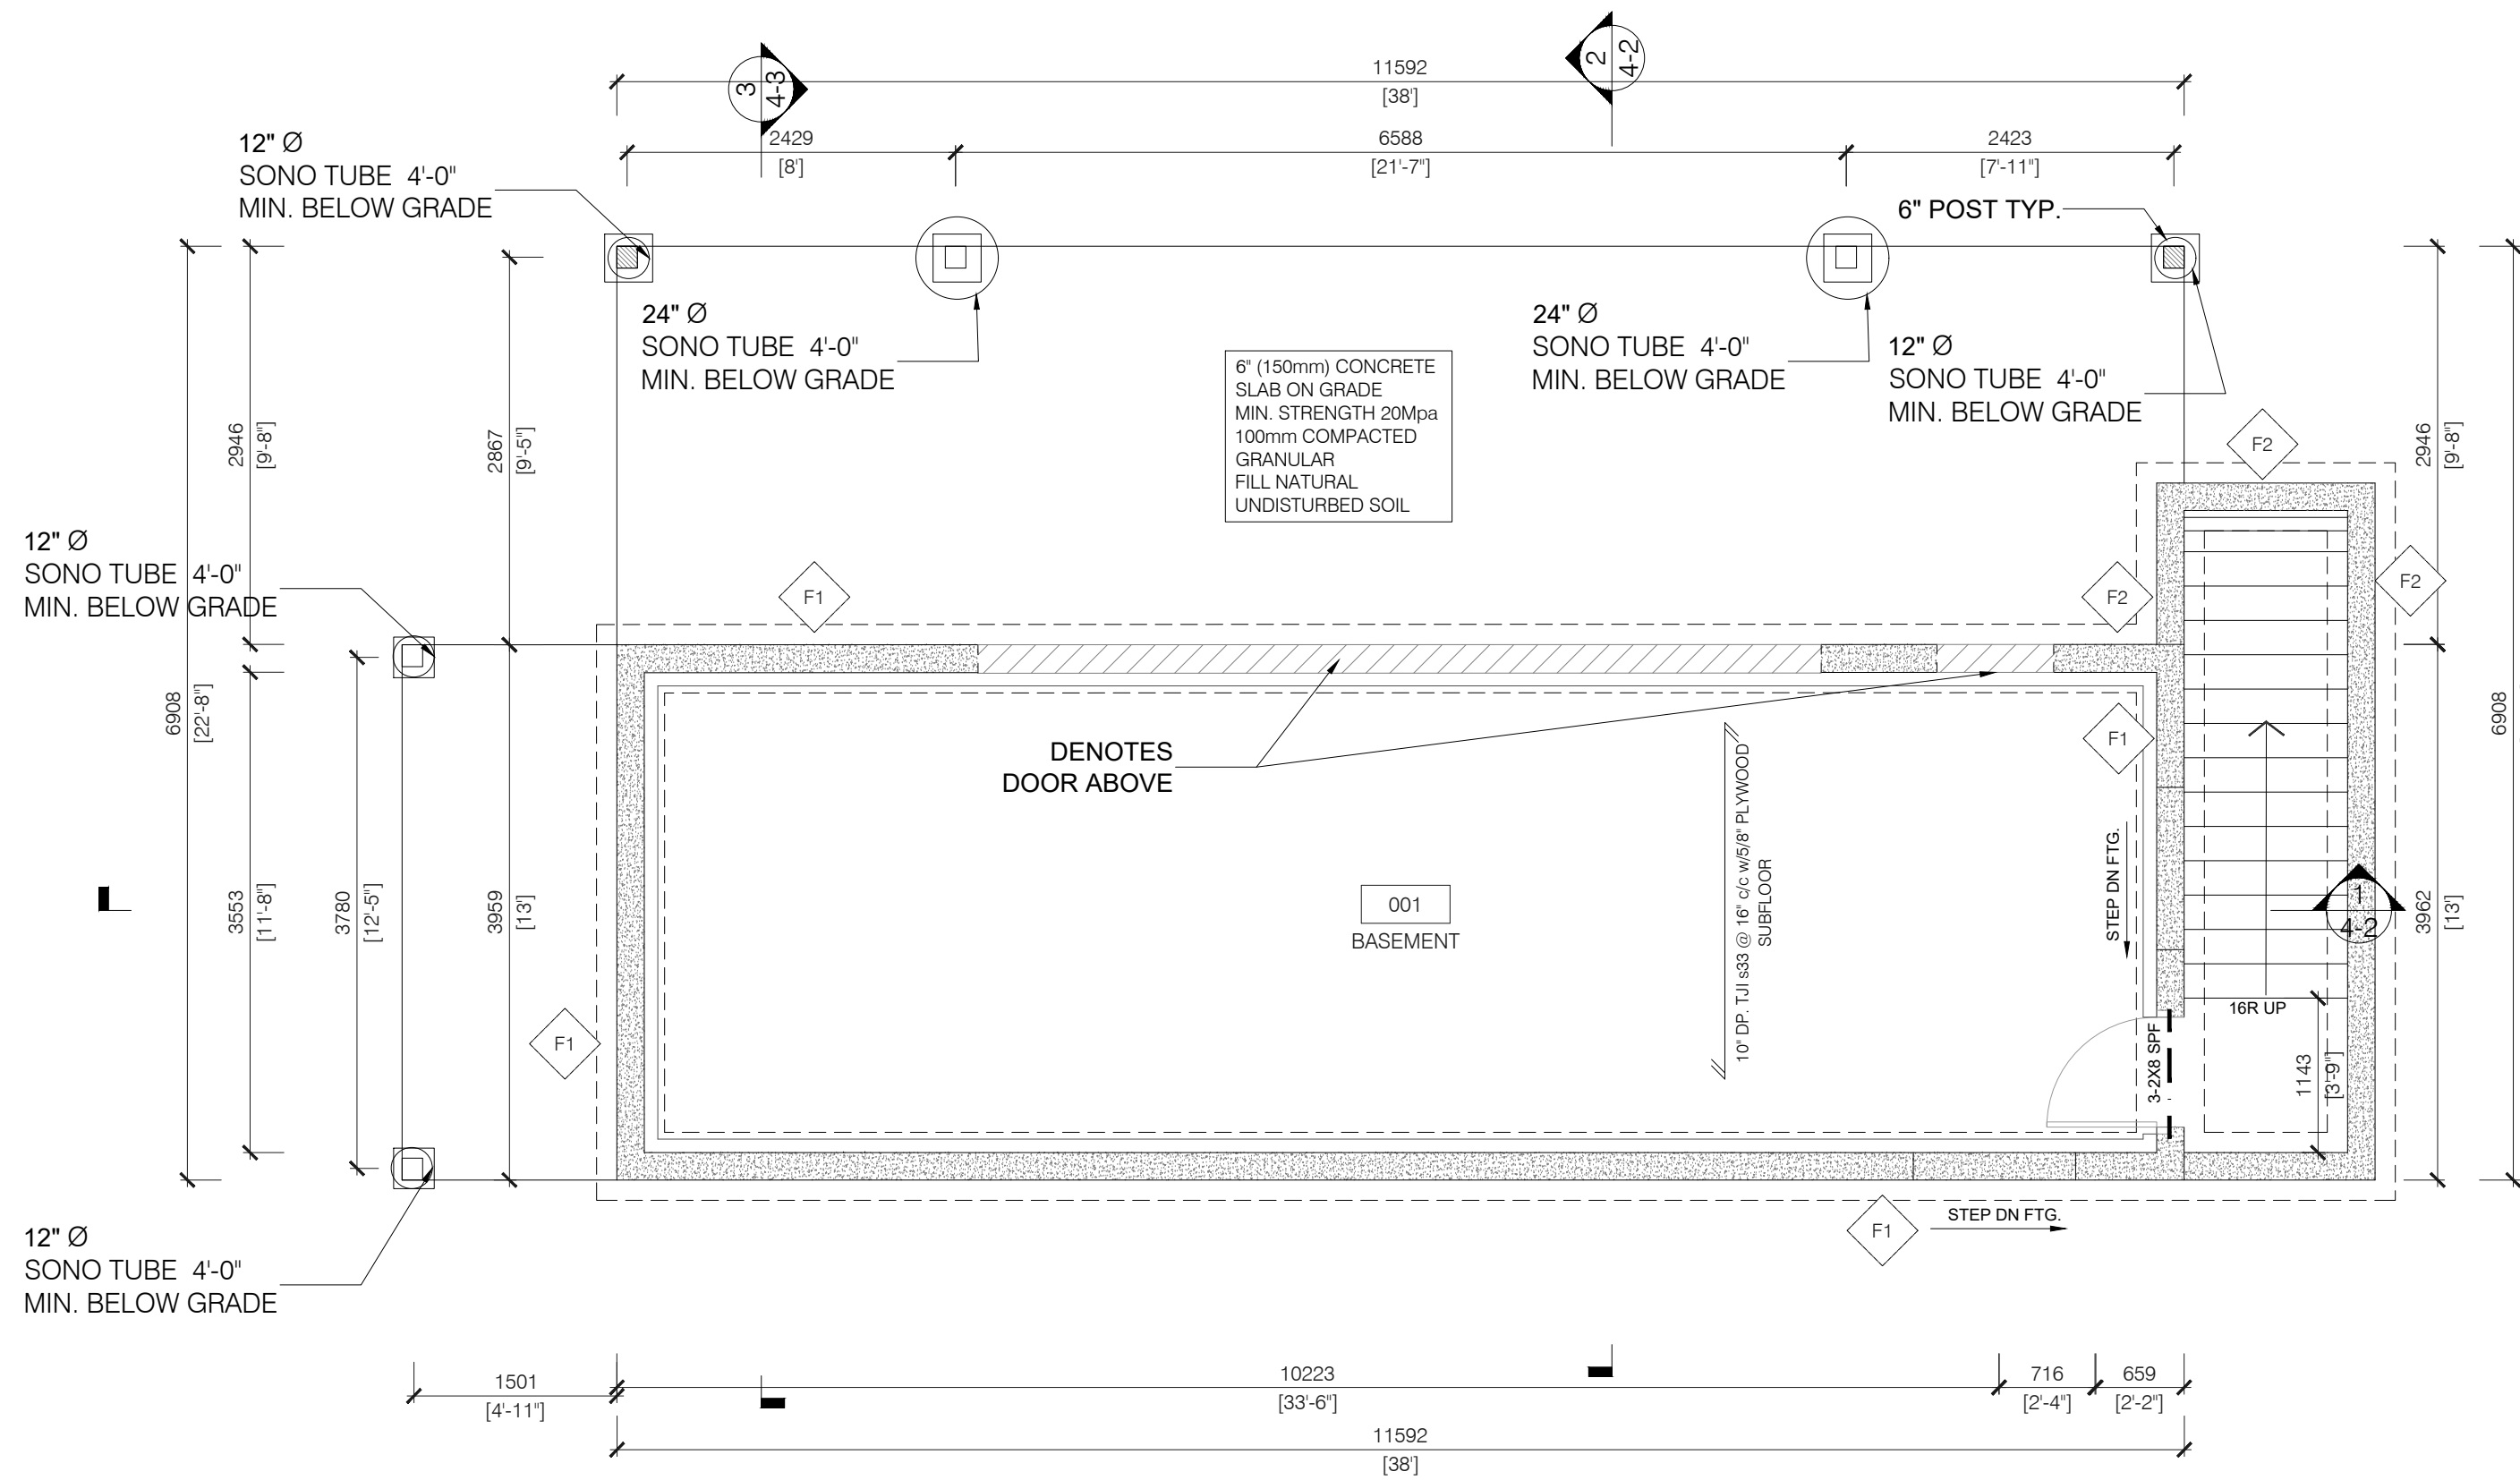 11592
[38']
3
4-3
2
4-2
2429
[8']
6588
[21'-7"]
2423
[7'-11"]
12" Ø
SONO TUBE 4'-0"
MIN. BELOW GRADE
6" POST TYP.
24" Ø
SONO TUBE 4'-0"
MIN. BELOW GRADE
24" Ø
SONO TUBE 4'-0"
MIN. BELOW GRADE
12" Ø
SONO TUBE 4'-0"
MIN. BELOW GRADE
6" (150mm) CONCRETE
SLAB ON GRADE
MIN. STRENGTH 20Mpa
100mm COMPACTED
GRANULAR
FILL NATURAL
UNDISTURBED SOIL
2946
[9'-8"]
2867
[9'-5"]
2946
[9'-8"]
F2
12" Ø
SONO TUBE 4'-0"
MIN. BELOW GRADE
F1
F2
F2
6908
[22'-8"]
6908
DENOTES
DOOR ABOVE
F1
10" DP. TJI s33 @ 16" c/c w/5/8" PLYWOOD
SUBFLOOR
STEP DN FTG.
3553
[11'-8"]
3780
[12'-5"]
3959
[13']
001
BASEMENT
1
4-2
3962
[13']
16R UP
F1
3-2X8 SPF
1143
[3'-9"]
12" Ø
SONO TUBE 4'-0"
MIN. BELOW GRADE
F1
STEP DN FTG.
1501
[4'-11"]
10223
[33'-6"]
716
[2'-4"]
659
[2'-2"]
11592
[38']